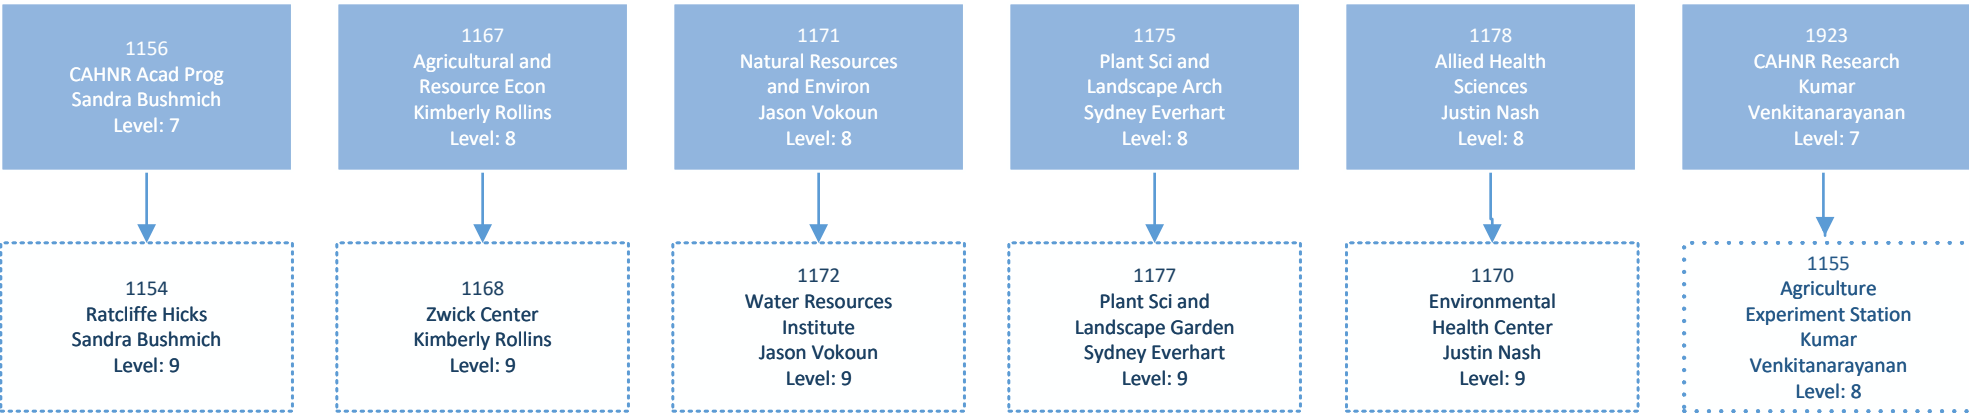 1156
CAHNR Acad Prog
Sandra Bushmich
Level: 7
1167
Agricultural and
Resource Econ
Kimberly Rollins
Level: 8
1171
Natural Resources
and Environ
Jason Vokoun
Level: 8
1175
Plant Sci and
Landscape Arch
Sydney Everhart
Level: 8
1178
Allied Health
Sciences
Justin Nash
Level: 8
1923
CAHNR Research
Kumar
Venkitanarayanan
Level: 7
1154
Ratcliffe Hicks
Sandra Bushmich
Level: 9
1168
Zwick Center
Kimberly Rollins
Level: 9
1172
Water Resources
Institute
Jason Vokoun
Level: 9
1177
Plant Sci and
Landscape Garden
Sydney Everhart
Level: 9
1170
Environmental
Health Center
Justin Nash
Level: 9
1155
Agriculture
Experiment Station
Kumar
Venkitanarayanan
Level: 8